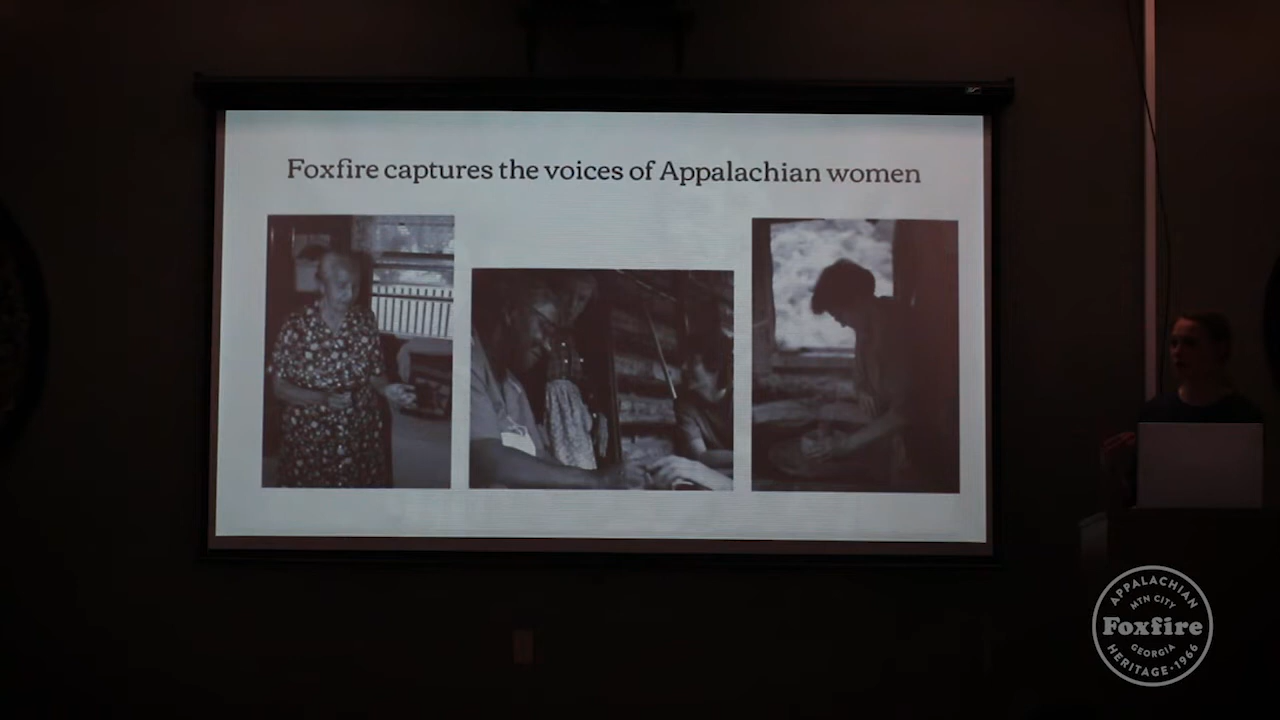 Foxfire captures the voices of Appalachian women
APPALACHIAN
MTN CITY
Foxfire
GEORGIA
HERITAGE · 1966